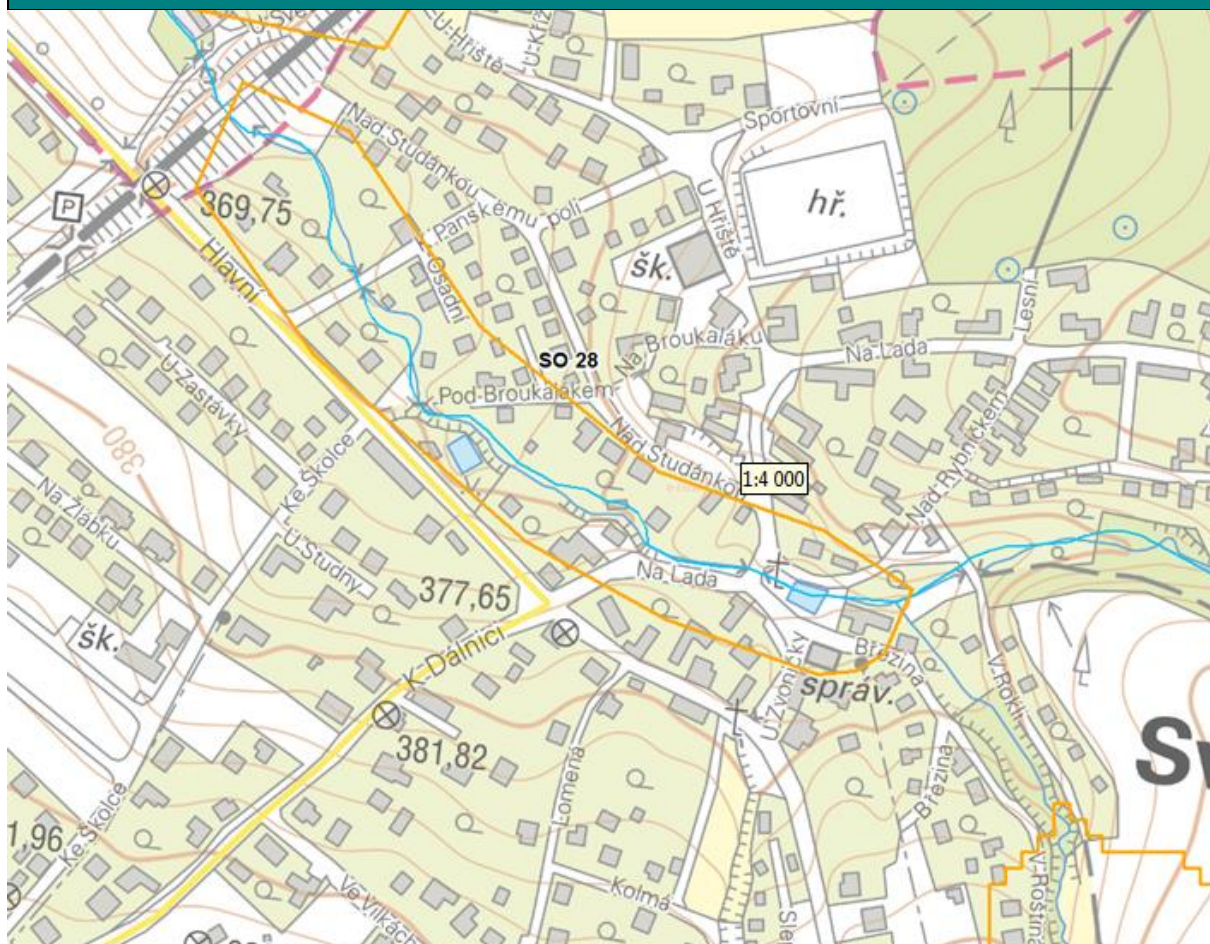 U Hřiště
Nad Studánkou
Sportovní
369,75
Panskému poli
hř.
P
U Hřiště
šk.
Hlavní
Osadní
Lesní
Na Broukaláku
Na Lada
SO 28
U Zastávky
Pod Broukalákem
380
Nad Studánkou
1:4 000
Nad Rybníčkem
Ke Školce
Na Žlábku
U Studny
Na Lada
377,65
šk.
K Dálnici
Březina
U Zvoničky
V Rokli
správ.
381,82
Lomená
Březina
1,96
Ke Školce
Kolmá
Ve Vilkách